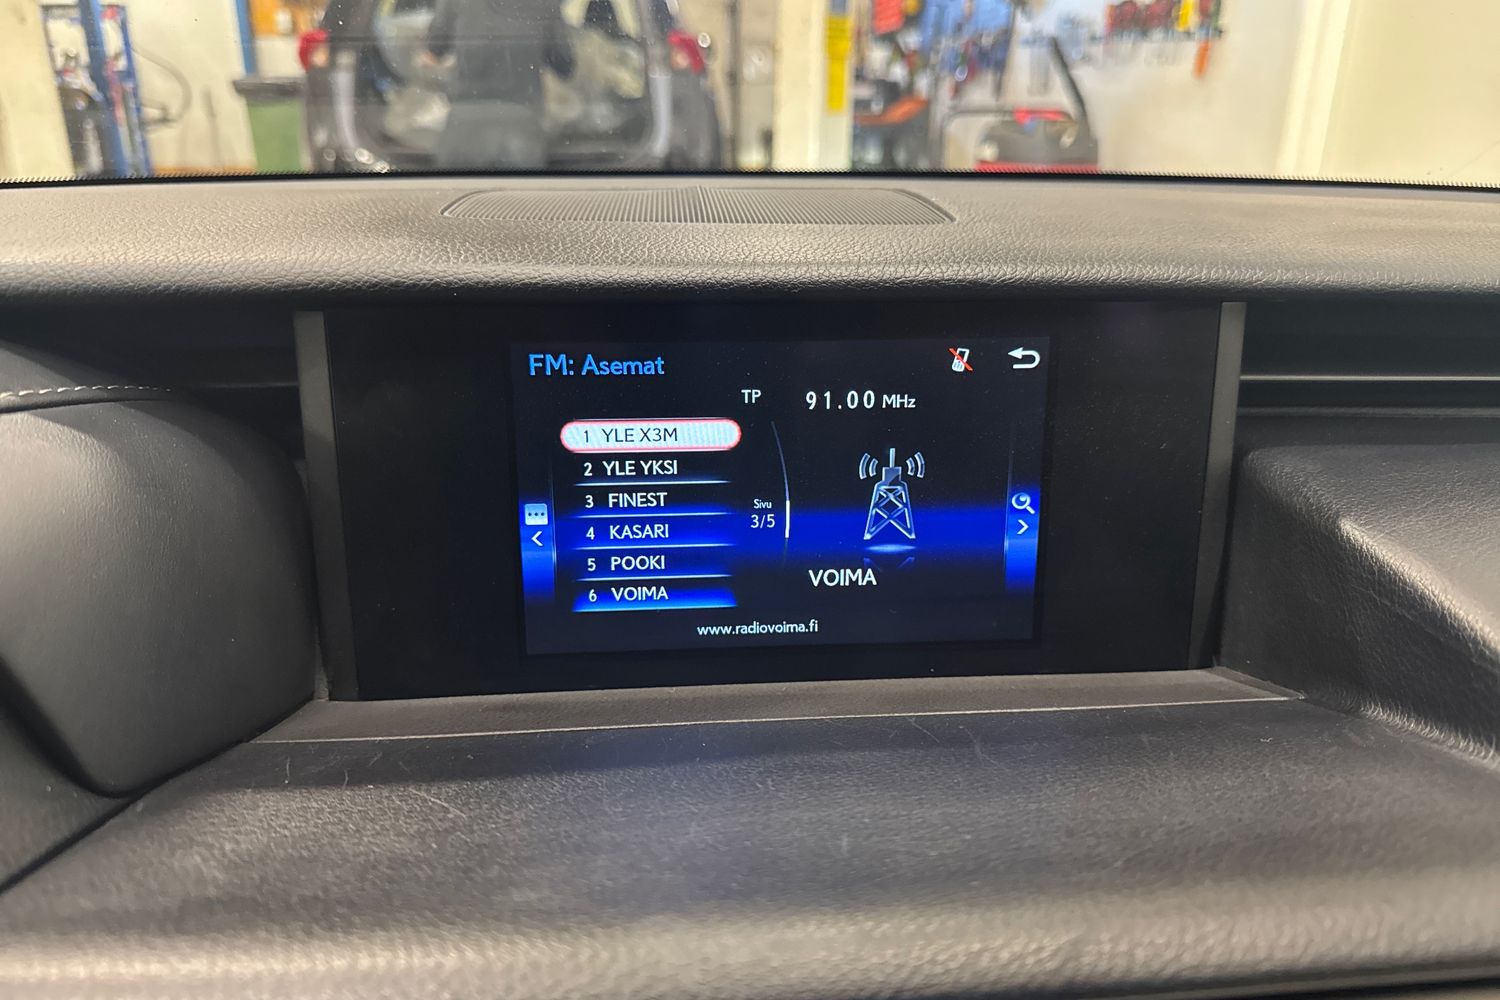 FM: Asemat
TP
91.00 MHz
1 YLE X3M
2 YLE YKSI
3 FINEST
4 KASARI
5 POOKI
6 VOIMA
Sivu
3/5
VOIMA
www.radiovoima.fi